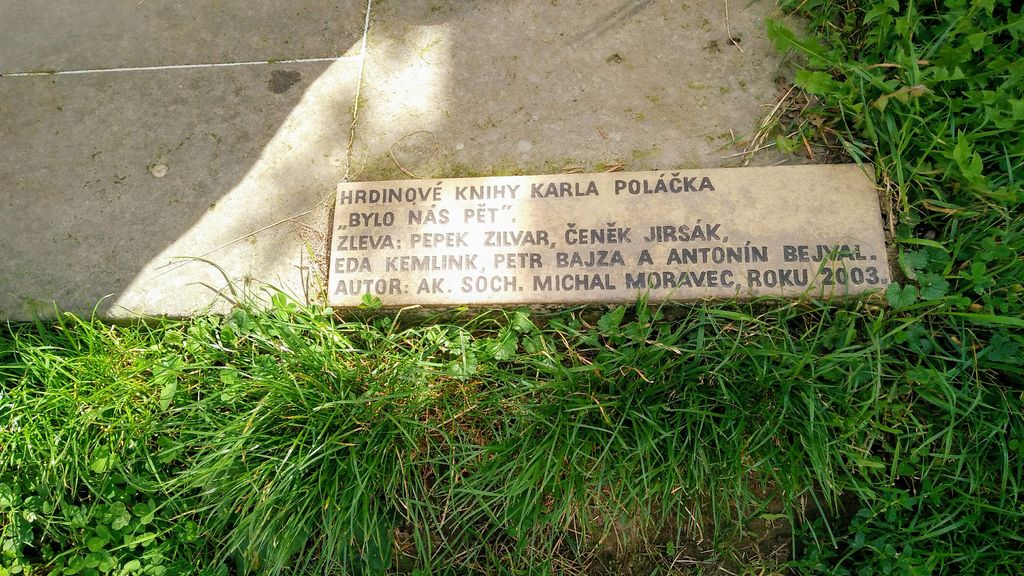 HRDINOVÉ KNIHY KARLA POLÁČKA
„BYLO NÁS PĚT“.
ZLEVA: PEPEK ZILVAR, ČENĚK JIRSÁK,
EDA KEMLINK, PETR BAJZA A ANTONÍN BEJVAL.
AUTOR: AK. SOCH. MICHAL MORAVEC, ROKU 2003.